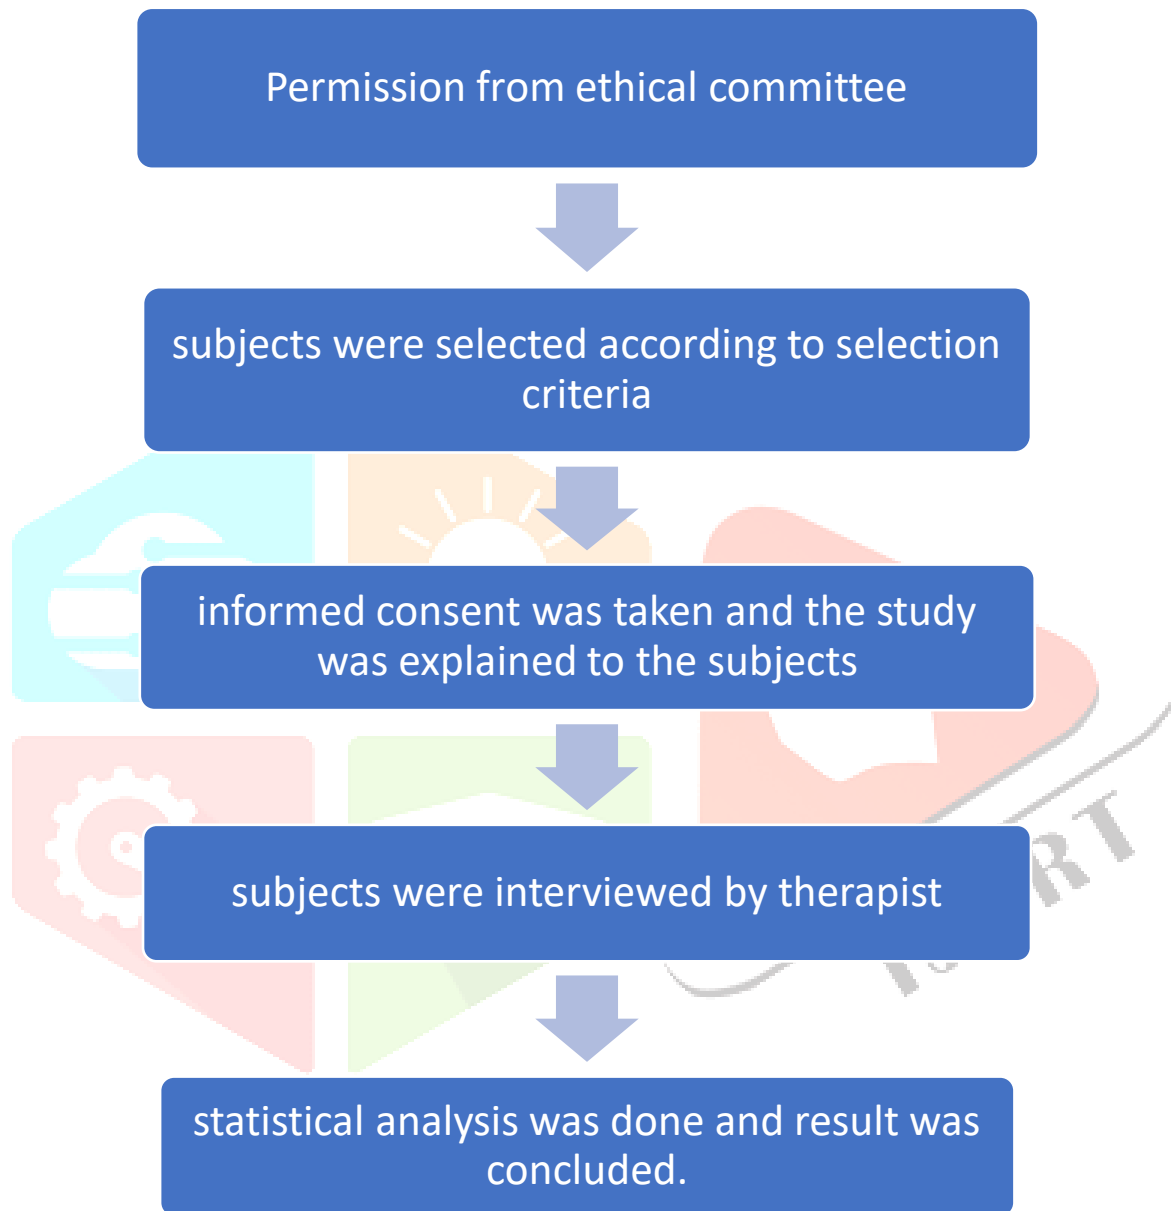 Permission from ethical committee
subjects were selected according to selection
criteria
informed consent was taken and the study
was explained to the subjects
subjects were interviewed by therapist
statistical analysis was done and result was
concluded.